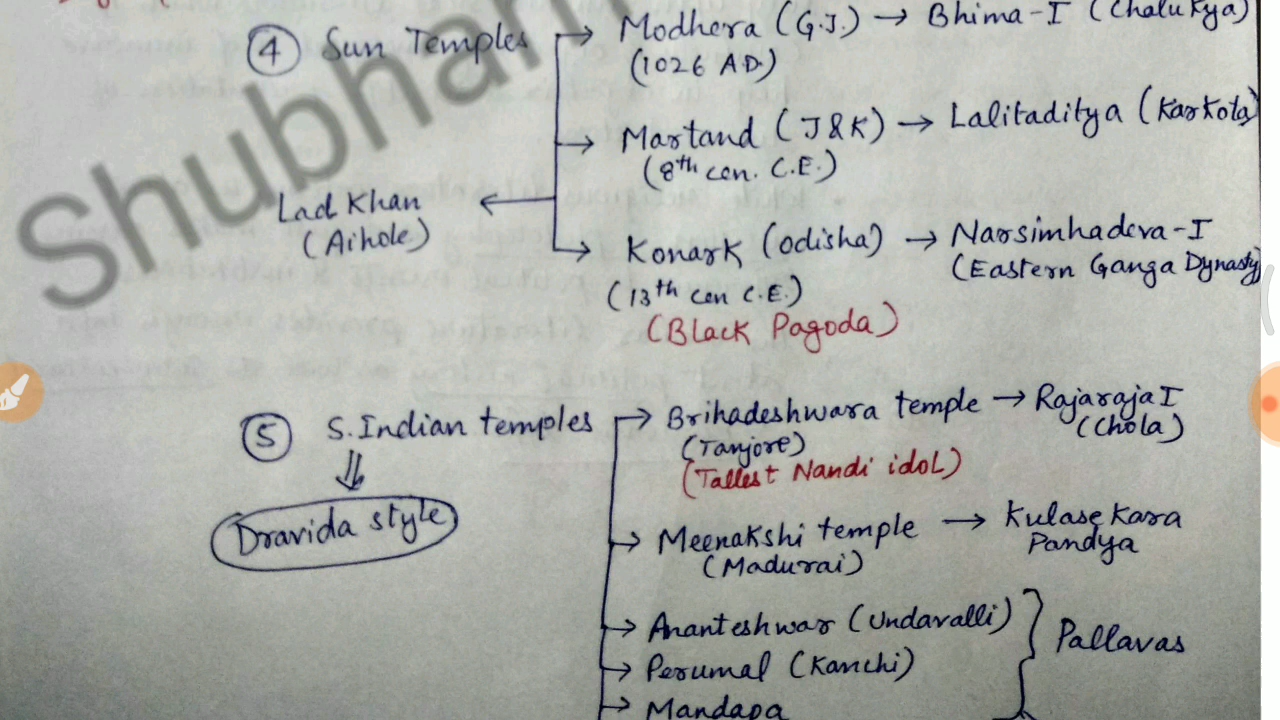 ④ Sun Temples → Modhera (G.J.) → Bhima-I (Chalukya)
(1026 A.D.)
→ Martand (J&K) → Lalitaditya (Karkota)
(8th cen. C.E.)
Lad Khan ←
(Aihole)
→ Konark (Odisha) → Narsimhadeva-I
(13th cen C.E.) (Eastern Ganga Dynasty)
(Black Pagoda)
⑤ S.Indian temples → Brihadeshwara temple → Rajaraja I
(Tanjore) (Chola)
(Tallest Nandi idol)
⇓
Dravida style
→ Meenakshi temple → Kulasekara
(Madurai) Pandya
→ Ananteshwar (Undavalli) } Pallavas
→ Perumal (Kanchi)
→ Mandapa
Shubham